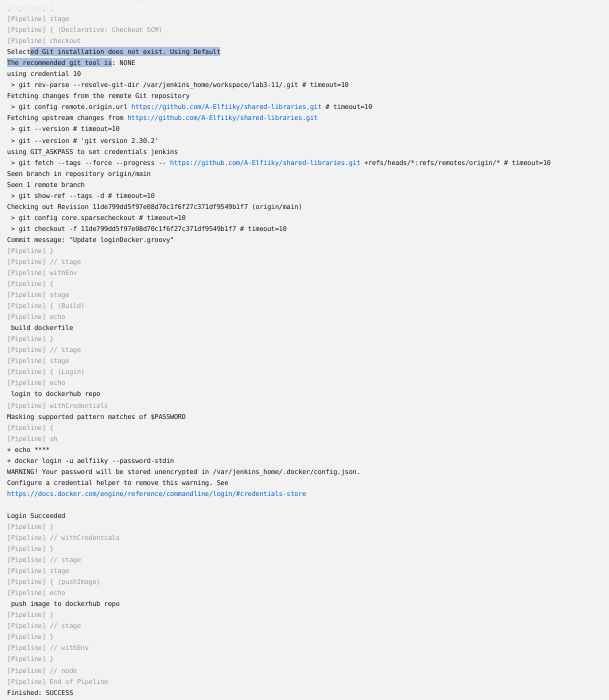 [Pipeline] stage
[Pipeline] { (Declarative: Checkout SCM)
[Pipeline] checkout
Selected Git installation does not exist. Using Default
The recommended git tool is: NONE
using credential 10
> git rev-parse --resolve-git-dir /var/jenkins_home/workspace/lab3-11/.git # timeout=10
Fetching changes from the remote Git repository
> git config remote.origin.url https://github.com/A-Elfiiky/shared-libraries.git # timeout=10
Fetching upstream changes from https://github.com/A-Elfiiky/shared-libraries.git
> git --version # timeout=10
> git --version # 'git version 2.30.2'
using GIT_ASKPASS to set credentials jenkins
> git fetch --tags --force --progress -- https://github.com/A-Elfiiky/shared-libraries.git +refs/heads/*:refs/remotes/origin/* # timeout=10
Seen branch in repository origin/main
Seen 1 remote branch
> git show-ref --tags -d # timeout=10
Checking out Revision 11de799dd5f97e08d70c1f6f27c371df9549b1f7 (origin/main)
> git config core.sparsecheckout # timeout=10
> git checkout -f 11de799dd5f97e08d70c1f6f27c371df9549b1f7 # timeout=10
Commit message: "Update loginDocker.groovy"
[Pipeline] }
[Pipeline] // stage
[Pipeline] withEnv
[Pipeline] {
[Pipeline] stage
[Pipeline] { (Build)
[Pipeline] echo
build dockerfile
[Pipeline] }
[Pipeline] // stage
[Pipeline] stage
[Pipeline] { (Login)
[Pipeline] echo
login to dockerhub repo
[Pipeline] withCredentials
Masking supported pattern matches of $PASSWORD
[Pipeline] {
[Pipeline] sh
+ echo ****
+ docker login -u aelfiiky --password-stdin
WARNING! Your password will be stored unencrypted in /var/jenkins_home/.docker/config.json.
Configure a credential helper to remove this warning. See
https://docs.docker.com/engine/reference/commandline/login/#credentials-store
Login Succeeded
[Pipeline] }
[Pipeline] // withCredentials
[Pipeline] }
[Pipeline] // stage
[Pipeline] stage
[Pipeline] { (pushImage)
[Pipeline] echo
push image to dockerhub repo
[Pipeline] }
[Pipeline] // stage
[Pipeline] }
[Pipeline] // withEnv
[Pipeline] }
[Pipeline] // node
[Pipeline] End of Pipeline
Finished: SUCCESS